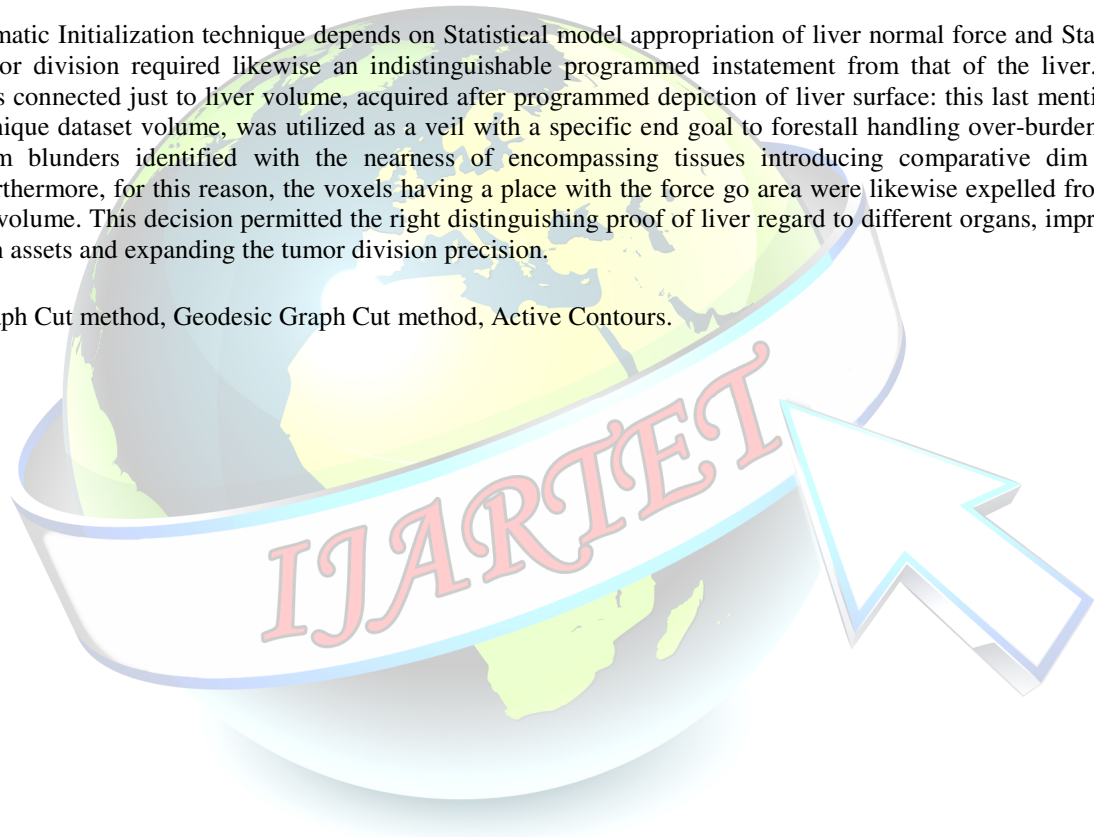 matic Initialization technique depends on Statistical model appropriation of liver normal force and Sta
or division required likewise an indistinguishable programmed instatement from that of the liver.
s connected just to liver volume, acquired after programmed depiction of liver surface: this last menti
nique dataset volume, was utilized as a veil with a specific end goal to forestall handling over-burden
m blunders identified with the nearness of encompassing tissues introducing comparative dim
rthermore, for this reason, the voxels having a place with the force go area were likewise expelled fro
volume. This decision permitted the right distinguishing proof of liver regard to different organs, impr
n assets and expanding the tumor division precision.
ph Cut method, Geodesic Graph Cut method, Active Contours.
IJARTET